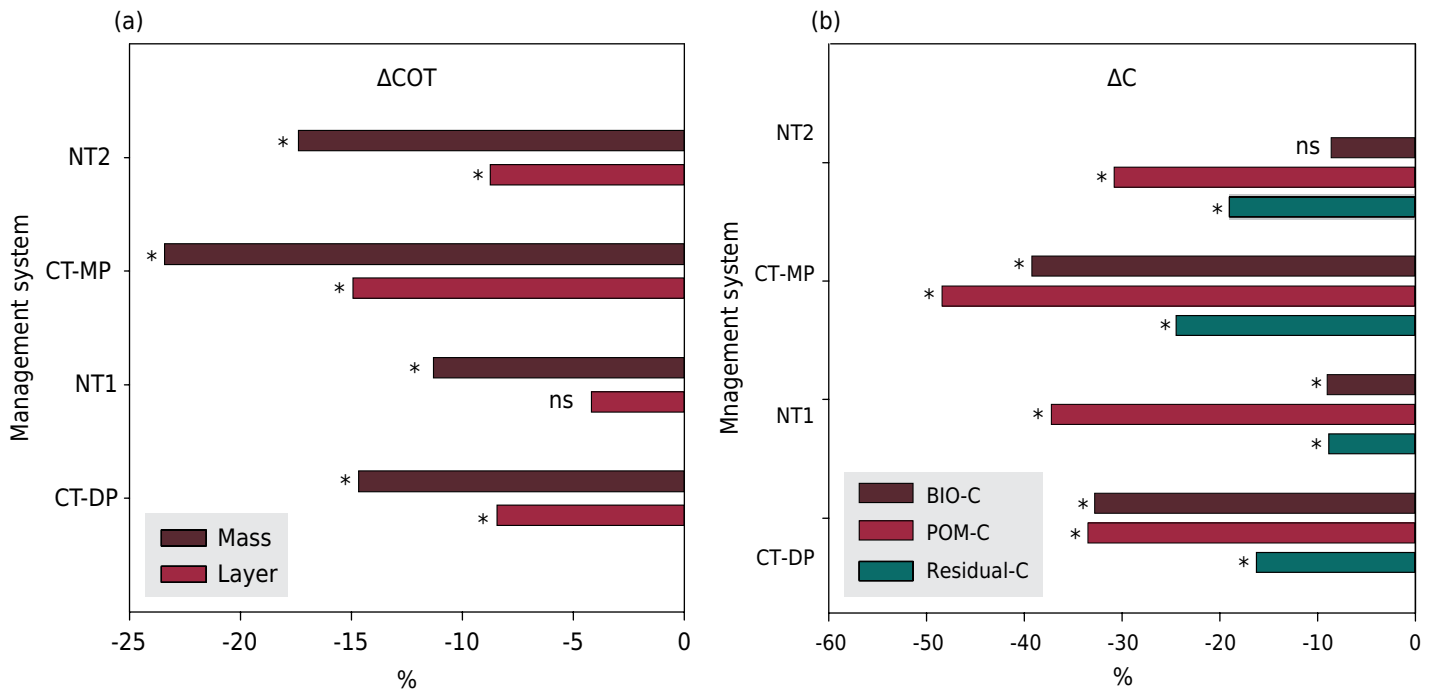 (a)
ΔCOT
Management system
NT2
*
*
CT-MP
*
*
NT1
*
ns
CT-DP
*
*
Mass
Layer
-25 -20 -15 -10 -5 0
%
(b)
ΔC
Mnagement system
NT2
ns
*
*
CT-MP
*
*
*
NT1
*
*
*
CT-DP
*
*
*
BIO-C
POM-C
Residual-C
-60 -50 -40 -30 -20 -10 0
%